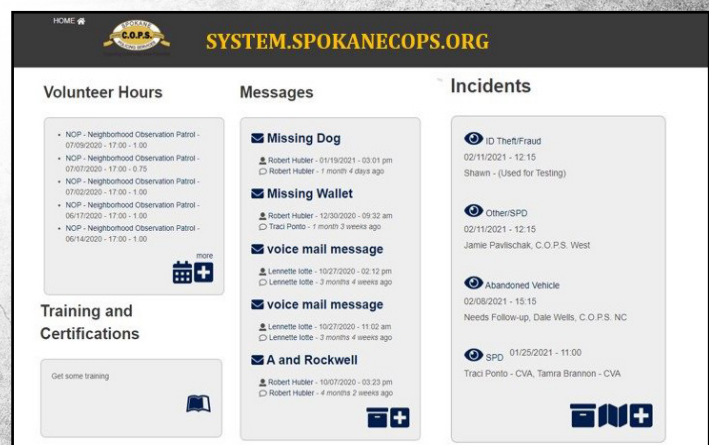 HOME
SPOKANE
C.O.P.S.
SYSTEM.SPOKANECOPS.ORG
Volunteer Hours
NOP - Neighborhood Observation Patrol -
07/09/2020 - 17:00 - 1.00
NOP - Neighborhood Observation Patrol -
07/07/2020 - 17:00 - 0.75
NOP - Neighborhood Observation Patrol -
07/02/2020 - 17:00 - 1.00
NOP - Neighborhood Observation Patrol -
06/17/2020 - 17:00 - 1.00
NOP - Neighborhood Observation Patrol -
06/14/2020 - 17:00 - 1.00
more
Training and
Certifications
Get some training
Messages
Missing Dog
Robert Hubler - 01/19/2021 - 03:01 pm
Robert Hubler - 1 month 4 days ago
Missing Wallet
Robert Hubler - 12/30/2020 - 09:32 am
Traci Ponto - 1 month 3 weeks ago
voice mail message
Lennette Iotte - 10/27/2020 - 02:12 pm
Lennette Iotte - 3 months 4 weeks ago
voice mail message
Lennette Iotte - 10/27/2020 - 11:02 am
Lennette Iotte - 3 months 4 weeks ago
A and Rockwell
Robert Hubler - 10/07/2020 - 03:23 pm
Robert Hubler - 4 months 2 weeks ago
Incidents
ID Theft/Fraud
02/11/2021 - 12:15
Shawn - (Used for Testing)
Other/SPD
02/11/2021 - 12:15
Jamie Pavlischak, C.O.P.S. West
Abandoned Vehicle
02/08/2021 - 15:15
Needs Follow-up, Dale Wells, C.O.P.S. NC
SPD 01/25/2021 - 11:00
Traci Ponto - CVA, Tamra Brannon - CVA